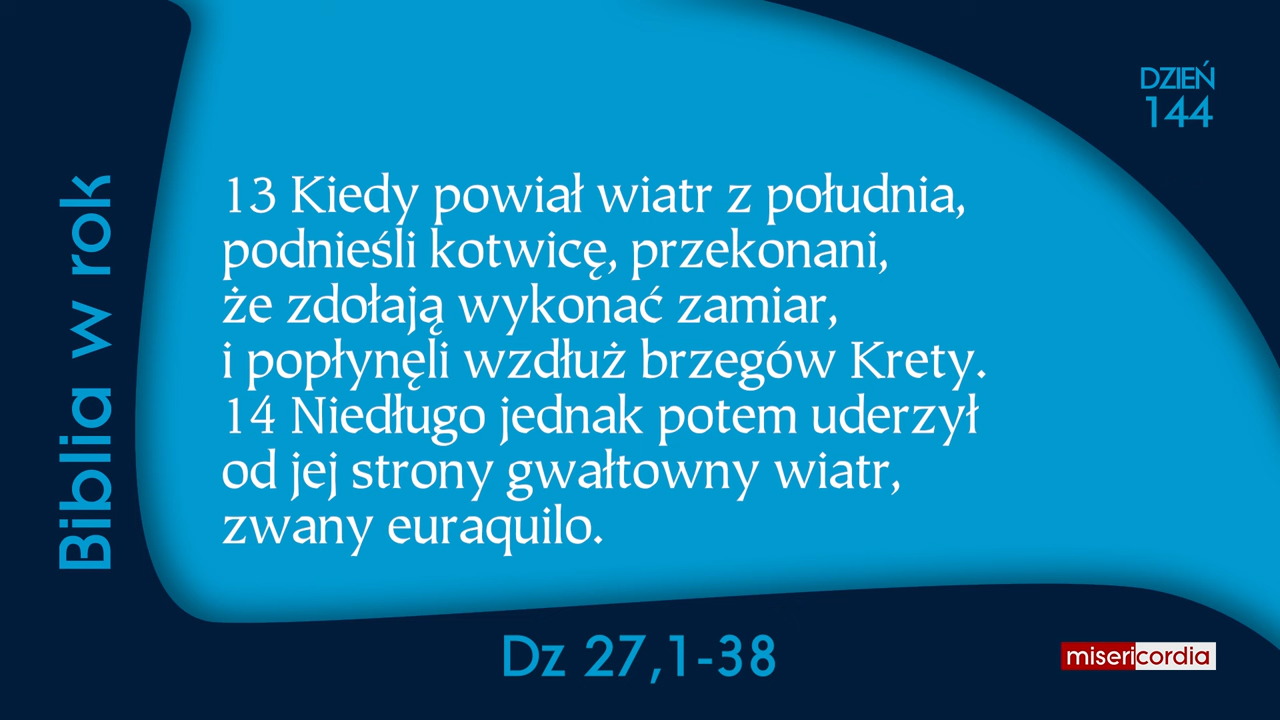 DZIEŃ
144
Biblia w rok
13 Kiedy powiał wiatr z południa,
podnieśli kotwicę, przekonani,
że zdołają wykonać zamiar,
i popłynęli wzdłuż brzegów Krety.
14 Niedługo jednak potem uderzył
od jej strony gwałtowny wiatr,
zwany euraquilo.
Dz 27,1-38
misericordia